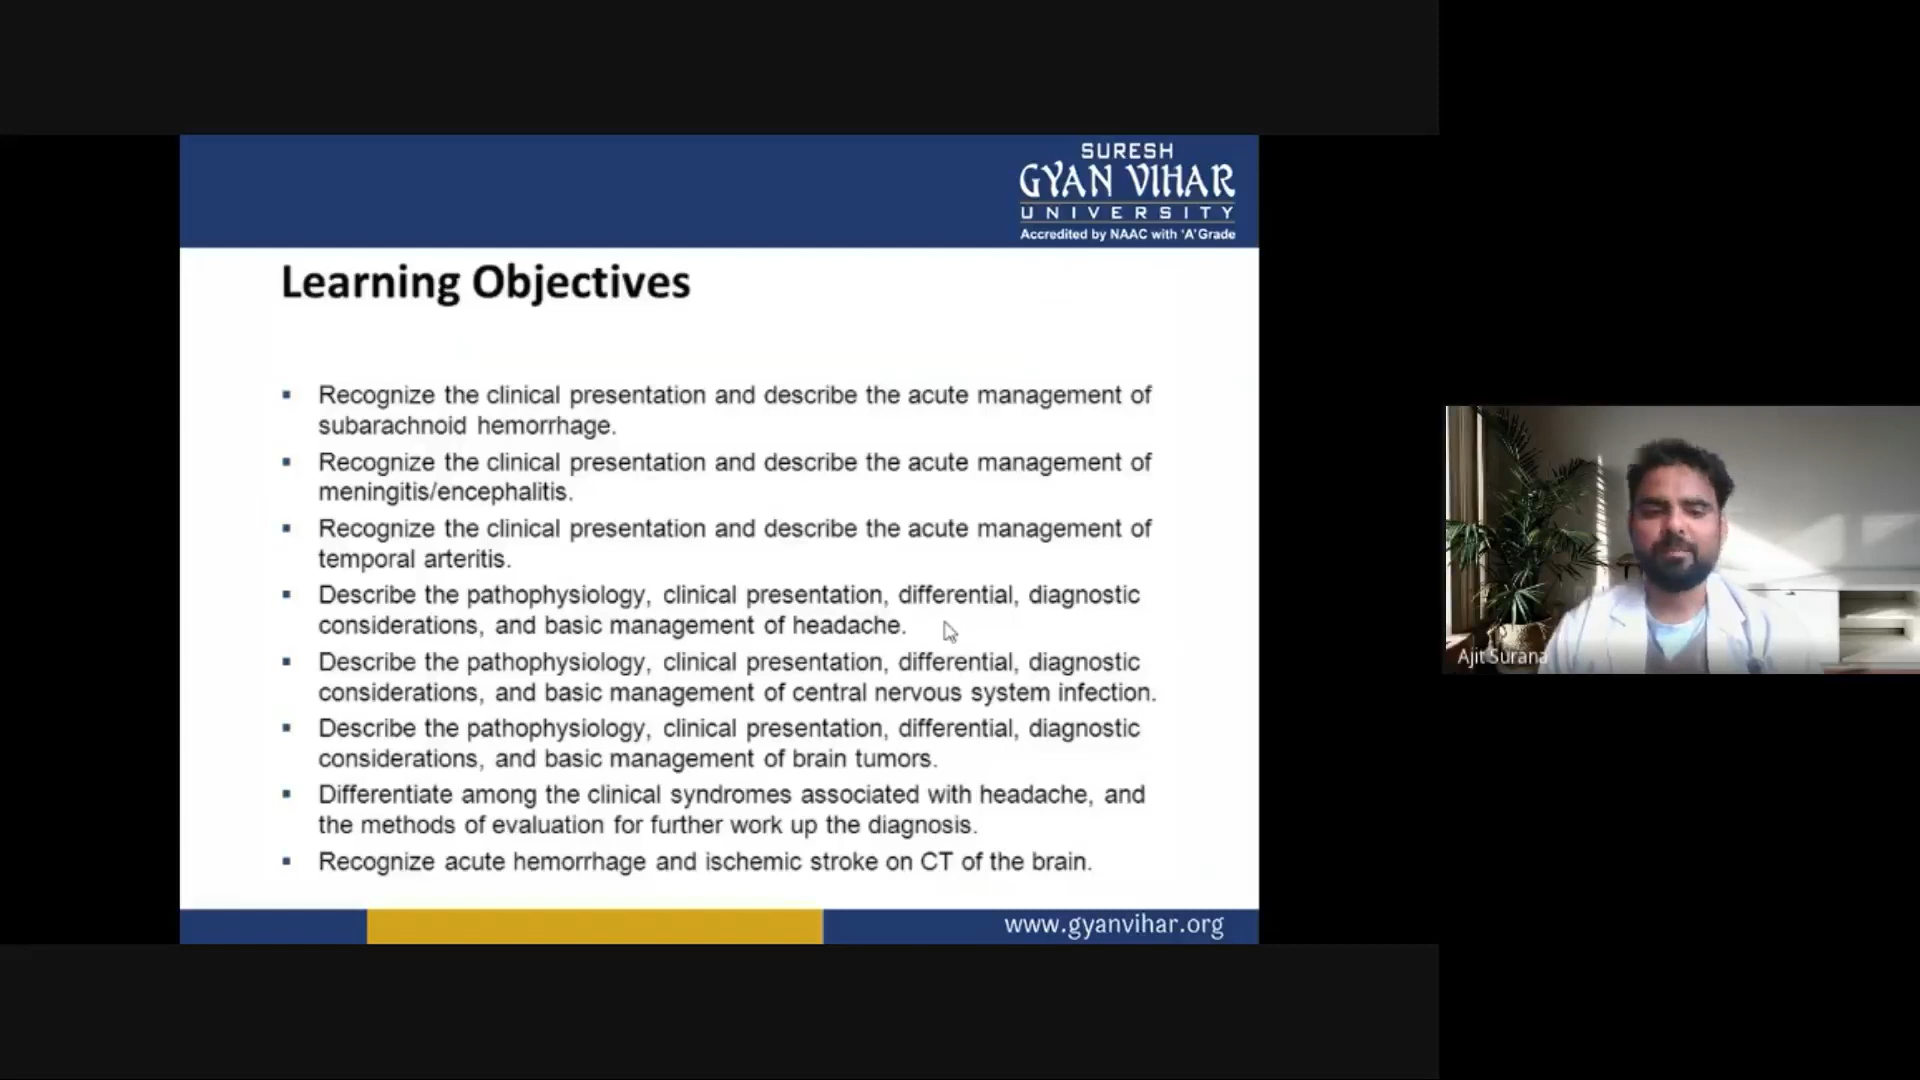 SURESH
GYAN VIHAR
UNIVERSITY
Accredited by NAAC with 'A' Grade
Learning Objectives
▪ Recognize the clinical presentation and describe the acute management of
subarachnoid hemorrhage.
▪ Recognize the clinical presentation and describe the acute management of
meningitis/encephalitis.
▪ Recognize the clinical presentation and describe the acute management of
temporal arteritis.
▪ Describe the pathophysiology, clinical presentation, differential, diagnostic
considerations, and basic management of headache.
▪ Describe the pathophysiology, clinical presentation, differential, diagnostic
considerations, and basic management of central nervous system infection.
▪ Describe the pathophysiology, clinical presentation, differential, diagnostic
considerations, and basic management of brain tumors.
▪ Differentiate among the clinical syndromes associated with headache, and
the methods of evaluation for further work up the diagnosis.
▪ Recognize acute hemorrhage and ischemic stroke on CT of the brain.
www.gyanvihar.org
Ajit Surana